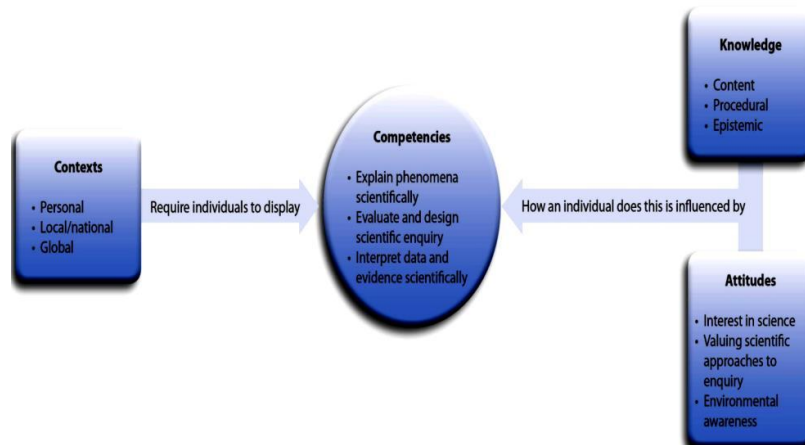 Contexts
• Personal
• Local/national
• Global
Require individuals to display
Competencies
• Explain phenomena
scientifically
• Evaluate and design
scientific enquiry
• Interpret data and
evidence scientifically
How an individual does this is influenced by
Knowledge
• Content
• Procedural
• Epistemic
Attitudes
• Interest in science
• Valuing scientific
approaches to
enquiry
• Environmental
awareness